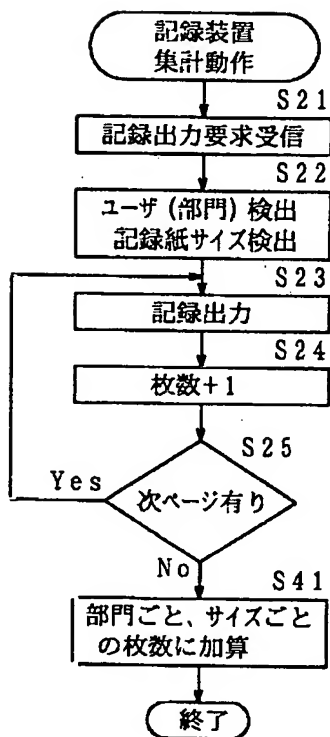 記録装置
集計動作
S21
記録出力要求受信
S22
ユーザ(部門)検出
記録紙サイズ検出
S23
記録出力
S24
枚数+1
S25
Yes
次ページ有り
No
S41
部門ごと、サイズごと
の枚数に加算
終了